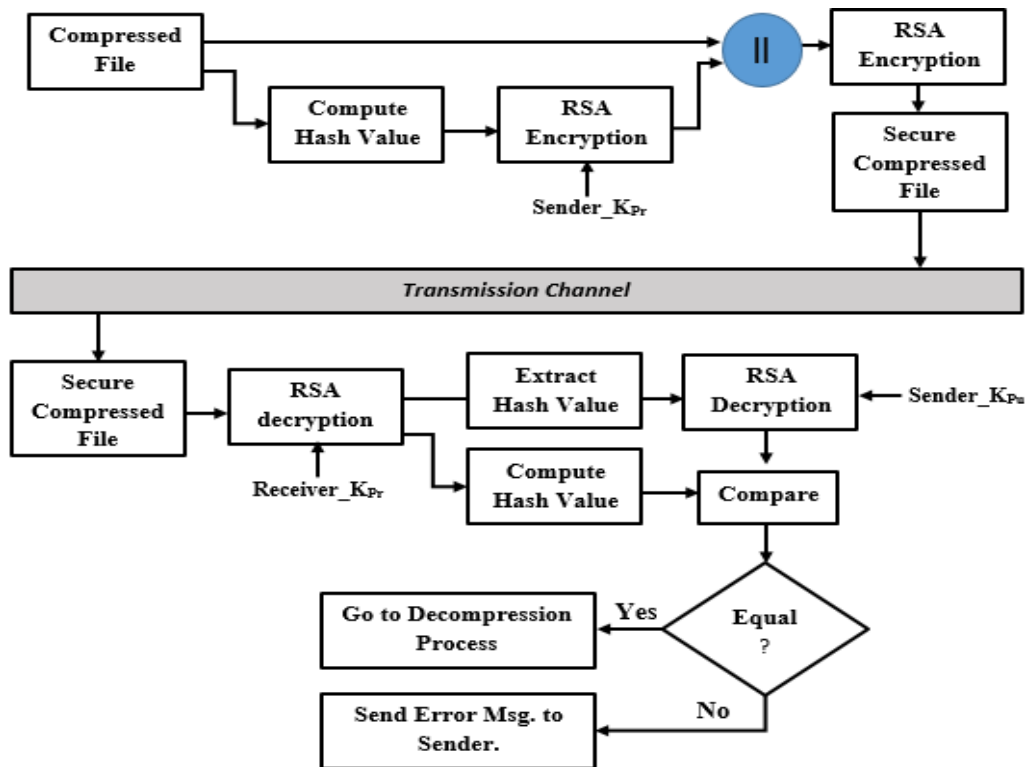 Compressed
File
||
RSA
Encryption
Compute
Hash Value
RSA
Encryption
Secure
Compressed
File
Sender_KPr
Transmission Channel
Secure
Compressed
File
RSA
decryption
Extract
Hash Value
RSA
Decryption
Sender_KPu
Receiver_KPr
Compute
Hash Value
Compare
Go to Decompression
Process
Yes
Equal
?
Send Error Msg. to
Sender.
No